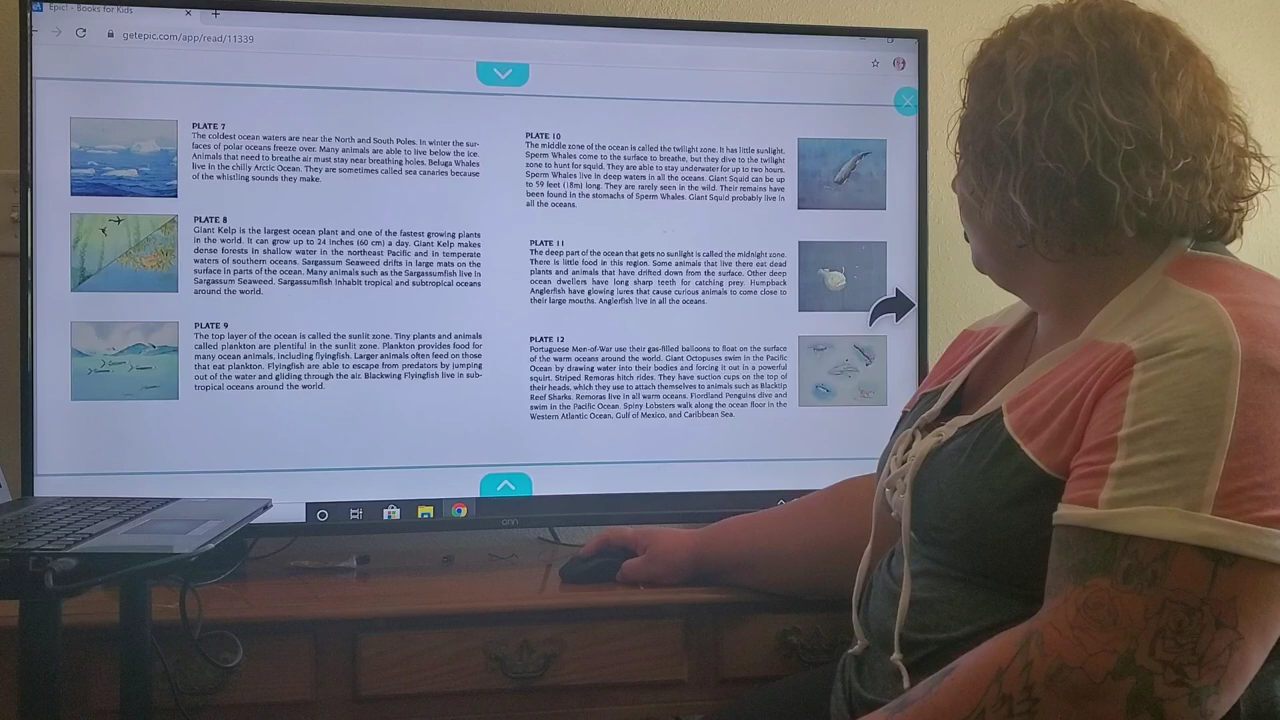 Epic! - Books for Kids
getepic.com/app/read/11339
PLATE 7
The coldest ocean waters are near the North and South Poles. In winter the sur-
faces of polar oceans freeze over. Many animals are able to live below the ice.
Animals that need to breathe air must stay near breathing holes. Beluga Whales
live in the chilly Arctic Ocean. They are sometimes called sea canaries because
of the whistling sounds they make.
PLATE 8
Giant Kelp is the largest ocean plant and one of the fastest growing plants
in the world. It can grow up to 24 inches (60 cm) a day. Giant Kelp makes
dense forests in shallow water in the northeast Pacific and in temperate
waters of southern oceans. Sargassum Seaweed drifts in large mats on the
surface in parts of the ocean. Many animals such as the Sargassumfish live in
Sargassum Seaweed. Sargassumfish inhabit tropical and subtropical oceans
around the world.
PLATE 9
The top layer of the ocean is called the sunlit zone. Tiny plants and animals
called plankton are plentiful in the sunlit zone. Plankton provides food for
many ocean animals, including flyingfish. Larger animals often feed on those
that eat plankton. Flyingfish are able to escape from predators by jumping
out of the water and gliding through the air. Blackwing Flyingfish live in sub-
tropical oceans around the world.
PLATE 10
The middle zone of the ocean is called the twilight zone. It has little sunlight.
Sperm Whales come to the surface to breathe, but they dive to the twilight
zone to hunt for squid. They are able to stay underwater for up to two hours.
Sperm Whales live in deep waters in all the oceans. Giant Squid can be up
to 59 feet (18m) long. They are rarely seen in the wild. Their remains have
been found in the stomachs of Sperm Whales. Giant Squid probably live in
all the oceans.
PLATE 11
The deep part of the ocean that gets no sunlight is called the midnight zone.
There is little food in this region. Some animals that live there eat dead
plants and animals that have drifted down from the surface. Other deep
ocean dwellers have long sharp teeth for catching prey. Humpback
Anglerfish have glowing lures that cause curious animals to come close to
their large mouths. Anglerfish live in all the oceans.
PLATE 12
Portuguese Men-of-War use their gas-filled balloons to float on the surface
of the warm oceans around the world. Giant Octopuses swim in the Pacific
Ocean by drawing water into their bodies and forcing it out in a powerful
squirt. Striped Remoras hitch rides. They have suction cups on the top of
their heads, which they use to attach themselves to animals such as Blacktip
Reef Sharks. Remoras live in all warm oceans. Fiordland Penguins dive and
swim in the Pacific Ocean. Spiny Lobsters walk along the ocean floor in the
Western Atlantic Ocean, Gulf of Mexico, and Caribbean Sea.
onn